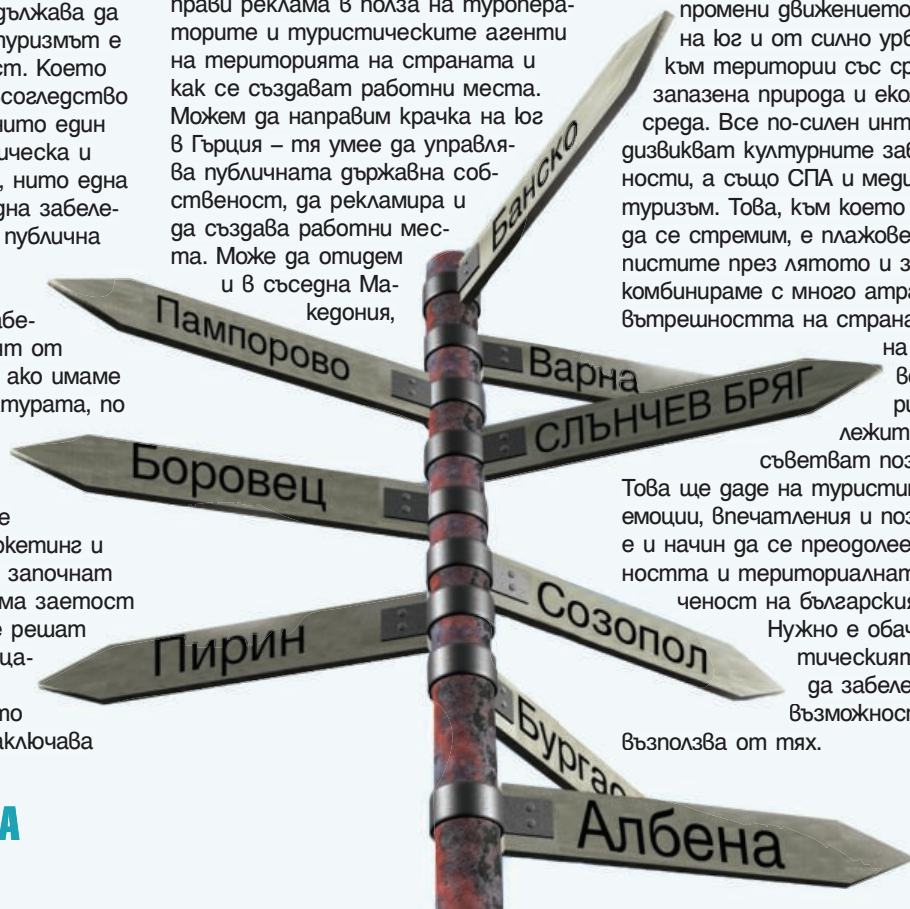 дължава да
туризмът е
ст. Което
согледство
нито един
ическа и
, нито една
дна забеле-
публична
абе-
ят от
ако имаме
атурата, по
е
ркетинг и
започнат
ма заетост
е решат
ца-
то
аключава
А
прави реклама в полза на туропера-
торите и туристическите агенти
на територията на страната и
как се създават работни места.
Можем да направим крачка на юг
в Гърция – тя умее да управля-
ва публичната държавна соб-
ственост, да рекламира и
да създава работни мес-
та. Може да отидем
и в съседна Ма-
кедония,
промени движението
на юг и от силно урб
към територии със ср
запазена природа и екол
среда. Все по-силен инт
дизвикват културните заб
ности, а също СПА и меди
туризъм. Това, към което
да се стремим, е плажове
пистите през лятото и з
комбинираме с много атра
вътрешността на страна
на
ве
ри
лежит
съветват поз
Това ще даде на туристи
емоции, впечатления и поз
е и начин да се преодолее
ността и териториалнат
ченост на българския
Нужно е обач
тическият
да забеле
възможност
възползва от тях.
Банско
Пампорово
Варна
СЛЪНЧЕВ БРЯГ
Боровец
Созопол
Пирин
Бургас
Албена